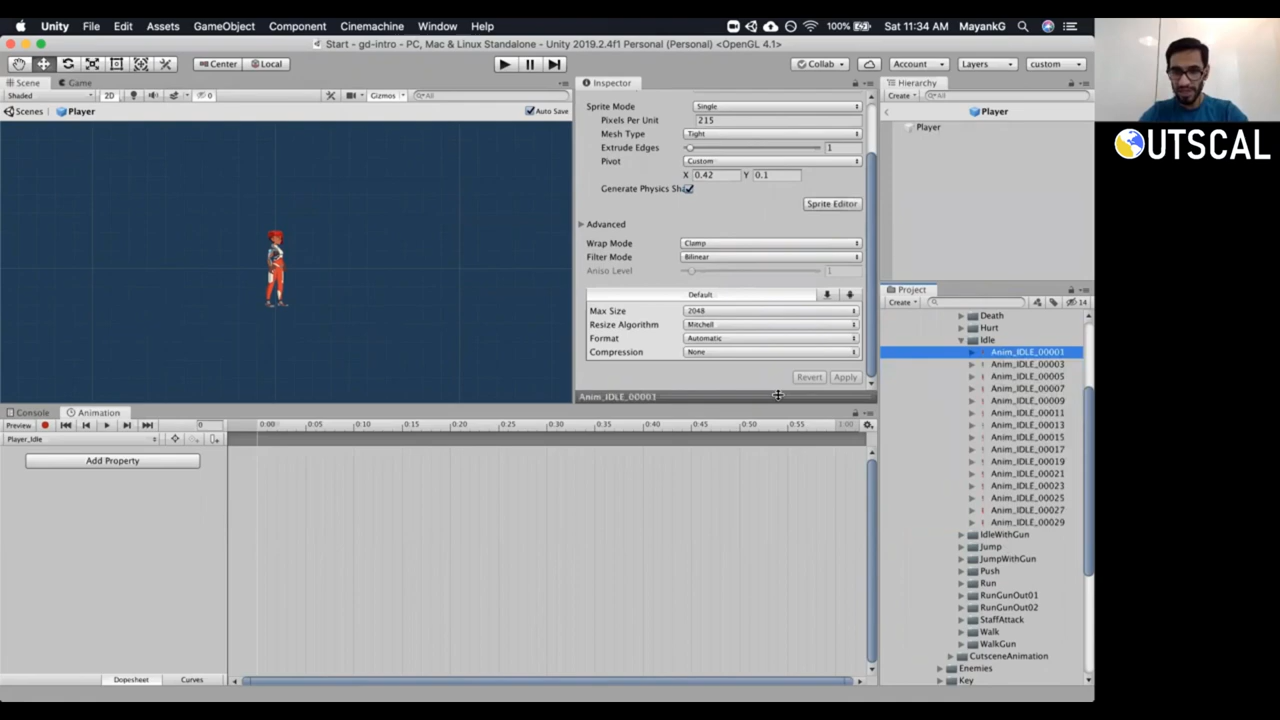 Unity File Edit Assets GameObject Component Cinemachine Window Help 100% Sat 11:34 AM MayankG
Start - gd-intro - PC, Mac & Linux Standalone - Unity 2019.2.4f1 Personal (Personal) <OpenGL 4.1>
Center Local Collab Account Layers custom
Scene Game
Shaded 2D 0 Gizmos All
Scenes Player Auto Save
Inspector
Sprite Mode Single
Pixels Per Unit 215
Mesh Type Tight
Extrude Edges 1
Pivot Custom
X 0.42 Y 0.1
Generate Physics Sha
Sprite Editor
Advanced
Wrap Mode Clamp
Filter Mode Bilinear
Aniso Level 1
Default
Max Size 2048
Resize Algorithm Mitchell
Format Automatic
Compression None
Revert Apply
Anim_IDLE_00001
Hierarchy
Create All
Player
Player
OUTSCAL
Project
Create 14
Death
Hurt
Idle
Anim_IDLE_00001
Anim_IDLE_00003
Anim_IDLE_00005
Anim_IDLE_00007
Anim_IDLE_00009
Anim_IDLE_00011
Anim_IDLE_00013
Anim_IDLE_00015
Anim_IDLE_00017
Anim_IDLE_00019
Anim_IDLE_00021
Anim_IDLE_00023
Anim_IDLE_00025
Anim_IDLE_00027
Anim_IDLE_00029
IdleWithGun
Jump
JumpWithGun
Push
Run
RunGunOut01
RunGunOut02
StaffAttack
Walk
WalkGun
CutsceneAnimation
Enemies
Key
Console Animation
Preview 0 0:00 0:05 0:10 0:15 0:20 0:25 0:30 0:35 0:40 0:45 0:50 0:55 1:00
Player_Idle
Add Property
Dopesheet Curves